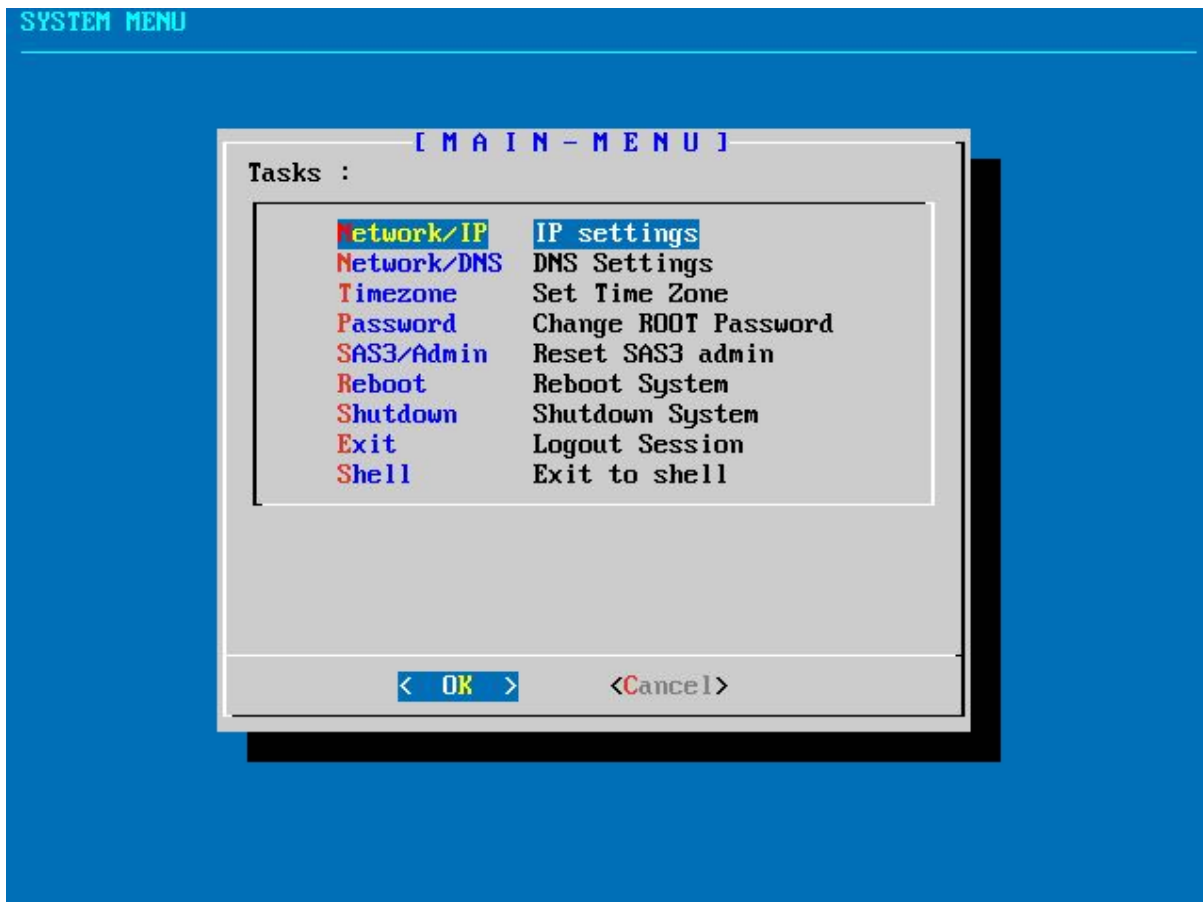 SYSTEM MENU
[ M A I N - M E N U ]
Tasks :
Network/IP IP settings
Network/DNS DNS Settings
Timezone Set Time Zone
Password Change ROOT Password
SAS3/Admin Reset SAS3 admin
Reboot Reboot System
Shutdown Shutdown System
Exit Logout Session
Shell Exit to shell
< OK > <Cancel>